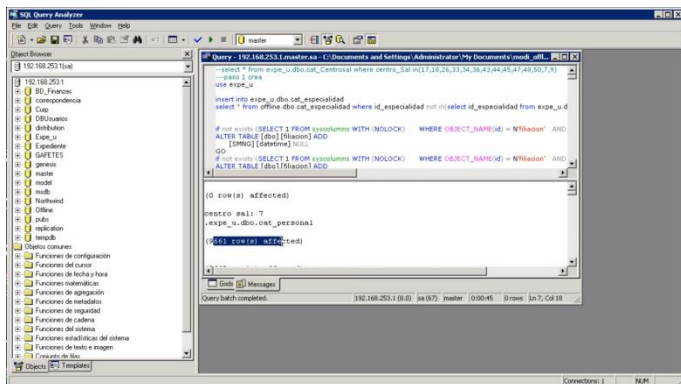 SQL Query Analyzer
File Edit Query Tools Window Help
master
Object Browser
192.168.253.1(sa)
192.168.253.1
BD_Finanzas
correspondencia
Curp
DBUsuarios
distribution
Exp_u
Expediente
GAFETES
genesis
master
model
msdb
Northwind
Offline
pubs
replication
tempdb
Objetos comunes
Funciones de configuración
Funciones del cursor
Funciones de fecha y hora
Funciones matemáticas
Funciones de agregación
Funciones de metadatos
Funciones de seguridad
Funciones de cadena
Funciones del sistema
Funciones estadísticas del sistema
Funciones de texto e imagen
Conjunto de filas
Objects Templates
Query - 192.168.253.1.master.sa - C:\Documents and Settings\Administrator\My Documents\modi_offl...
--select * from expe_u.dbo.cat_Centrosal where centro_Sal in(17,18,26,33,34,36,43,44,45,47,48,50,7,9)
---paso 1 crea
use expe_u
insert into expe_u.dbo.cat_especialidad
select * from offline.dbo.cat_especialidad where id_especialidad not in(select id_especialidad from expe_u.d
if not exists (SELECT 1 FROM syscolumns WITH (NOLOCK) WHERE OBJECT_NAME(id) = N'filiacion' AND
ALTER TABLE [dbo].[filiacion] ADD
[SMNG] [datetime] NULL
GO
if not exists (SELECT 1 FROM syscolumns WITH (NOLOCK) WHERE OBJECT_NAME(id) = N'filiacion' AND
ALTER TABLE [dbo].[filiacion] ADD
(0 row(s) affected)
centro sal: 7
.expe_u.dbo.cat_personal
(9661 row(s) affected)
Grids Messages
Query batch completed. 192.168.253.1 (8.0) sa (67) master 0:00:45 0 rows Ln 7, Col 18
Connections: 1 NUM